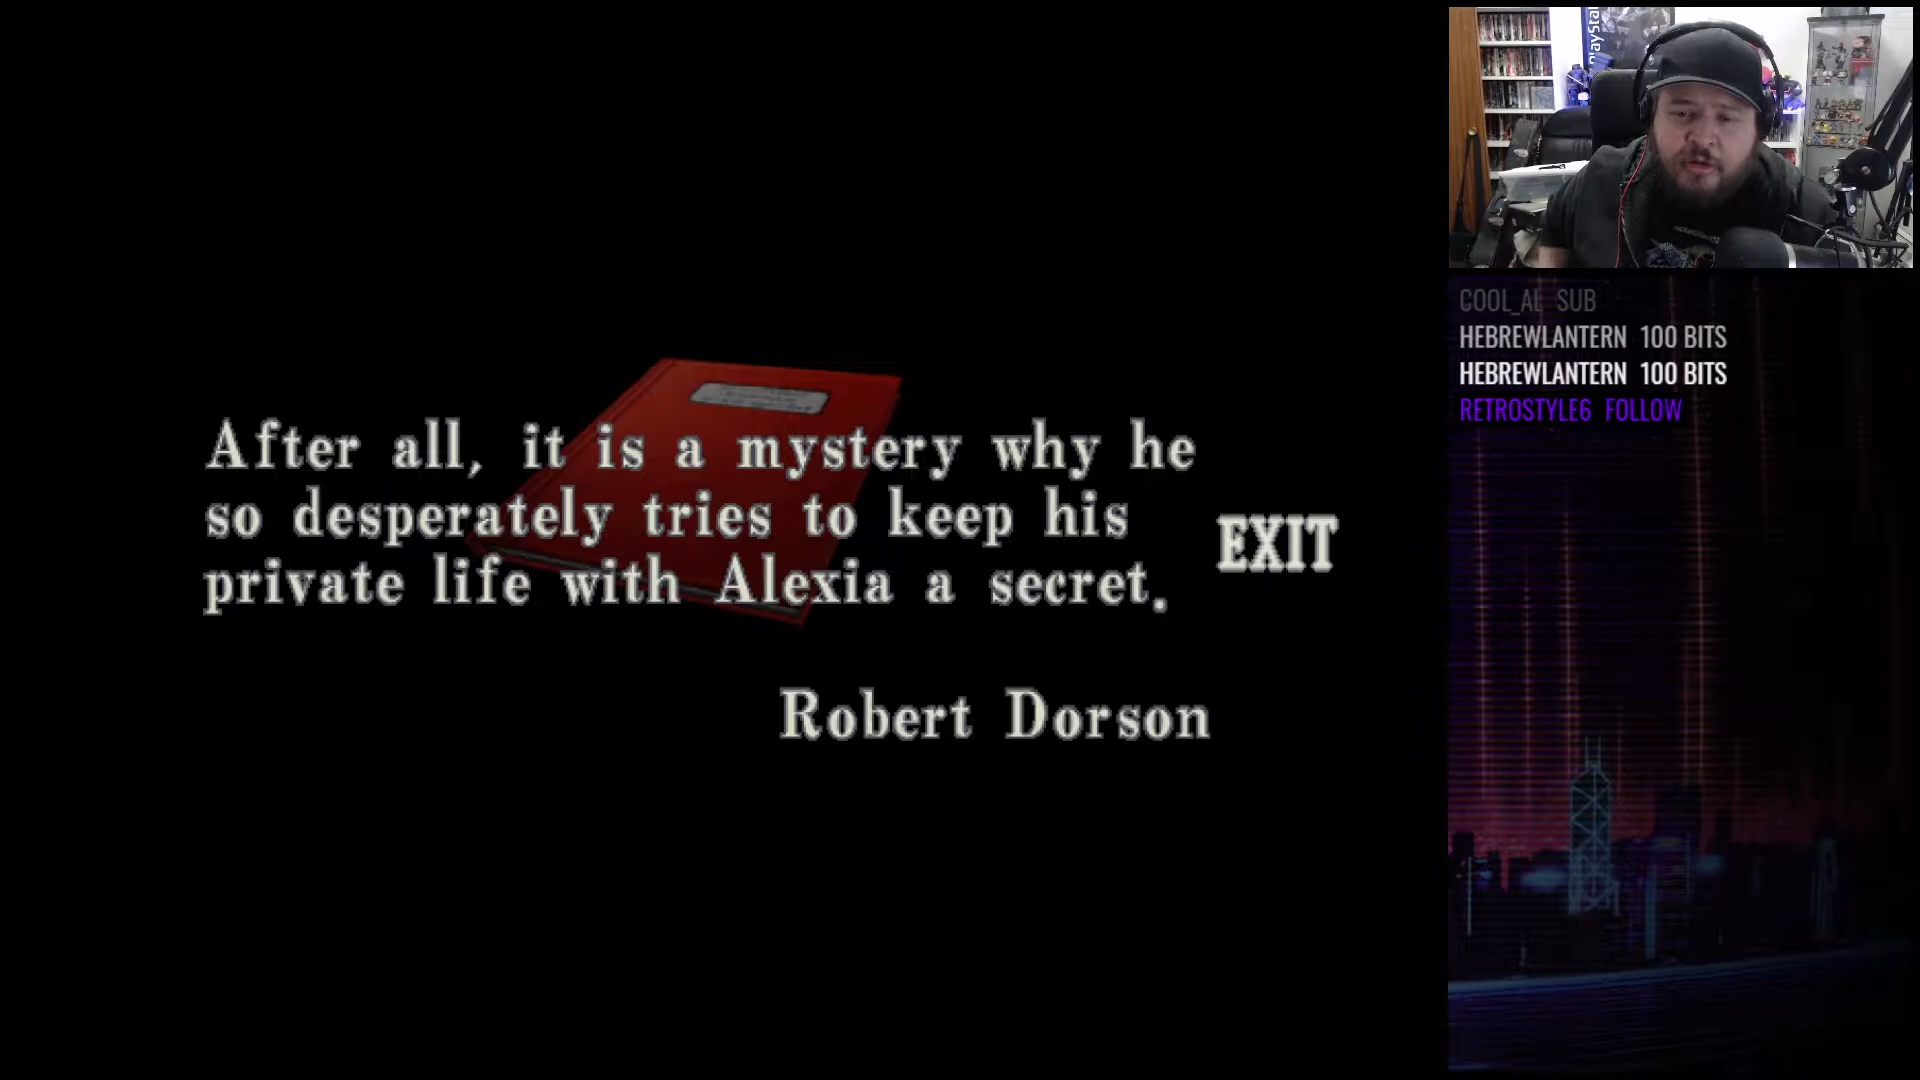 After all, it is a mystery why he
so desperately tries to keep his
private life with Alexia a secret.
EXIT
Robert Dorson
COOL_AL SUB
HEBREWLANTERN 100 BITS
HEBREWLANTERN 100 BITS
RETROSTYLE6 FOLLOW